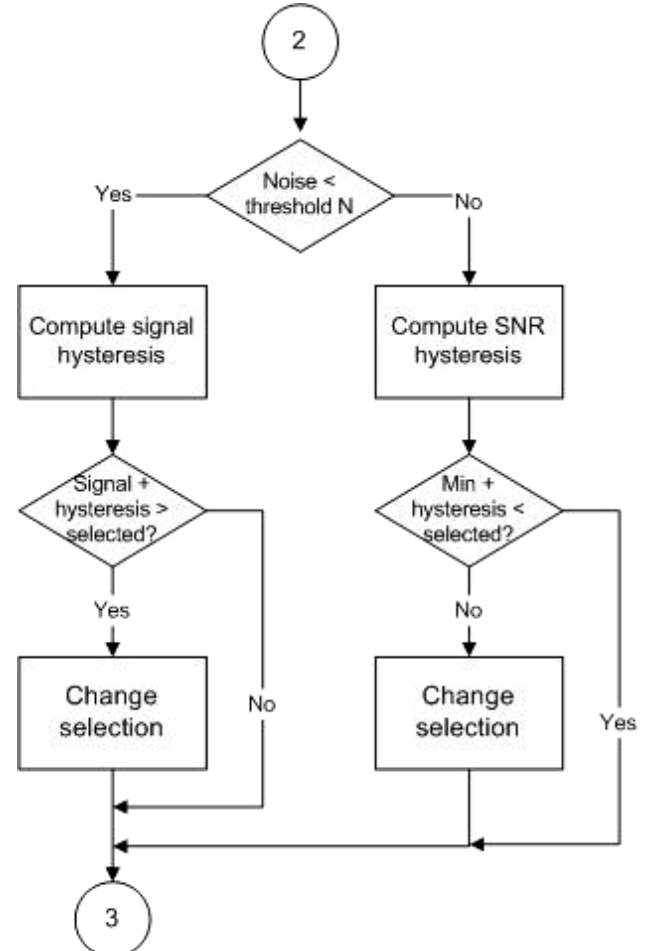 2
Noise <
threshold N
Yes
No
Compute signal
hysteresis
Compute SNR
hysteresis
Signal +
hysteresis >
selected?
Min +
hysteresis <
selected?
Yes
No
Change
selection
No
Change
selection
Yes
3